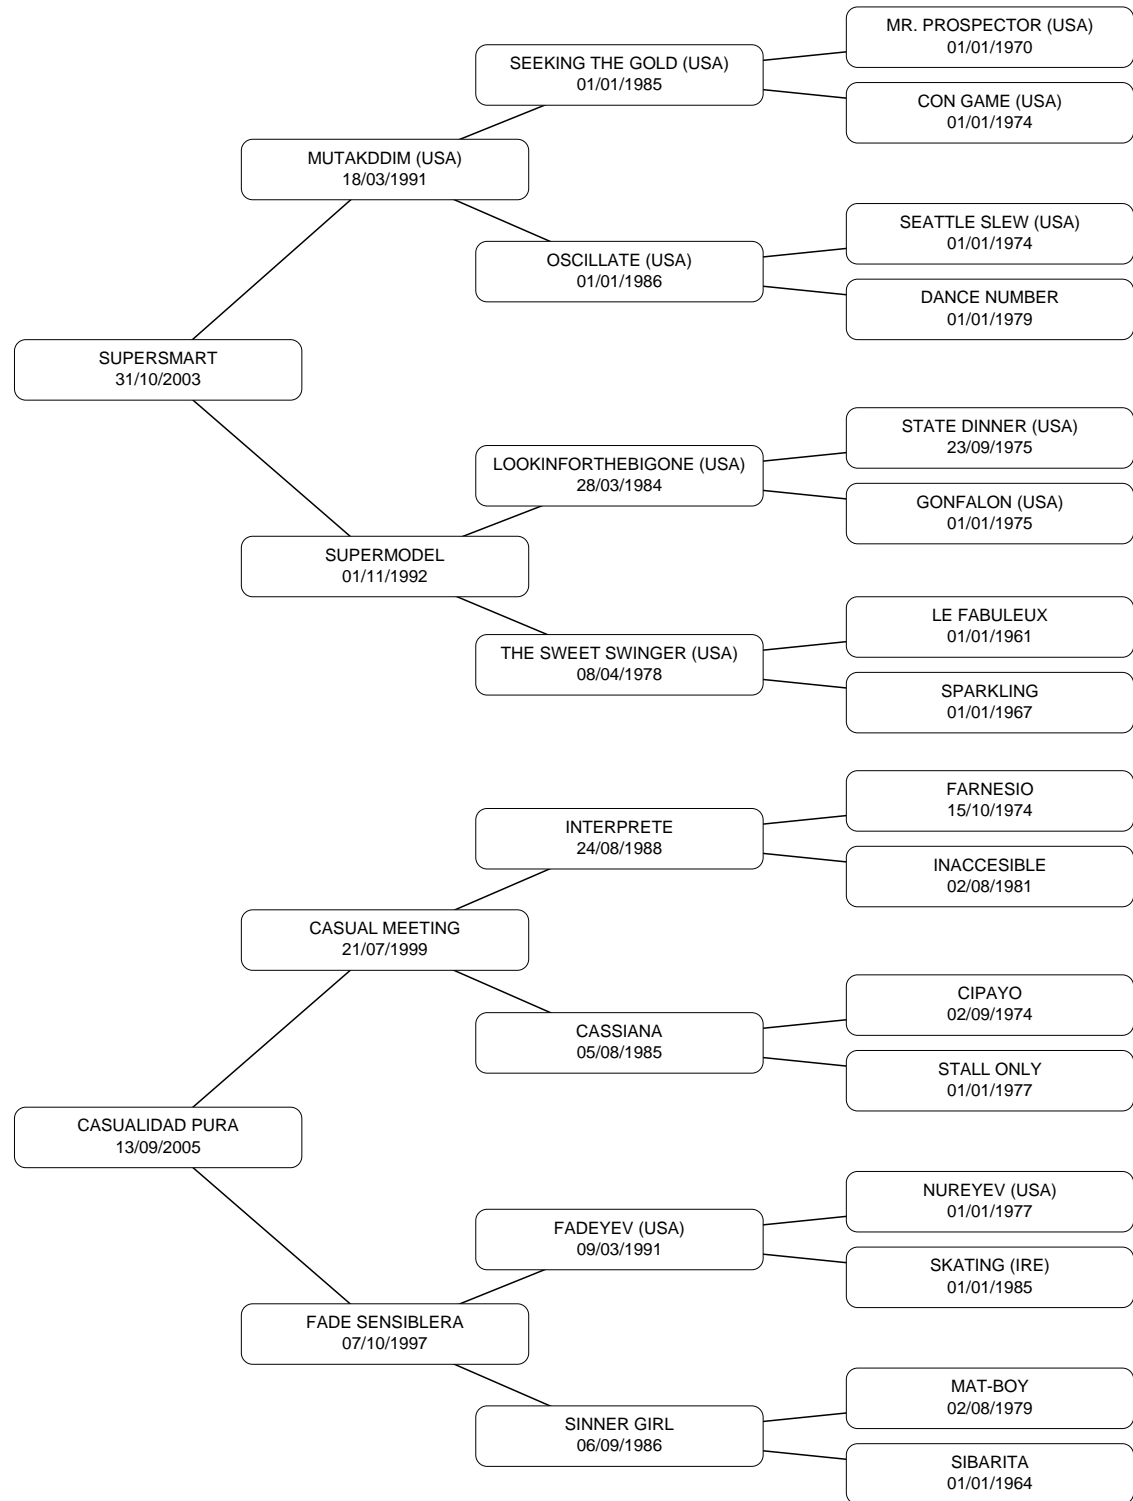 MR. PROSPECTOR (USA)
01/01/1970
SEEKING THE GOLD (USA)
01/01/1985
CON GAME (USA)
01/01/1974
MUTAKDDIM (USA)
18/03/1991
SEATTLE SLEW (USA)
01/01/1974
OSCILLATE (USA)
01/01/1986
DANCE NUMBER
01/01/1979
SUPERSMART
31/10/2003
STATE DINNER (USA)
23/09/1975
LOOKINFORTHEBIGONE (USA)
28/03/1984
GONFALON (USA)
01/01/1975
SUPERMODEL
01/11/1992
LE FABULEUX
01/01/1961
THE SWEET SWINGER (USA)
08/04/1978
SPARKLING
01/01/1967
FARNESIO
15/10/1974
INTERPRETE
24/08/1988
INACCESIBLE
02/08/1981
CASUAL MEETING
21/07/1999
CIPAYO
02/09/1974
CASSIANA
05/08/1985
STALL ONLY
01/01/1977
CASUALIDAD PURA
13/09/2005
NUREYEV (USA)
01/01/1977
FADEYEV (USA)
09/03/1991
SKATING (IRE)
01/01/1985
FADE SENSIBLERA
07/10/1997
MAT-BOY
02/08/1979
SINNER GIRL
06/09/1986
SIBARITA
01/01/1964